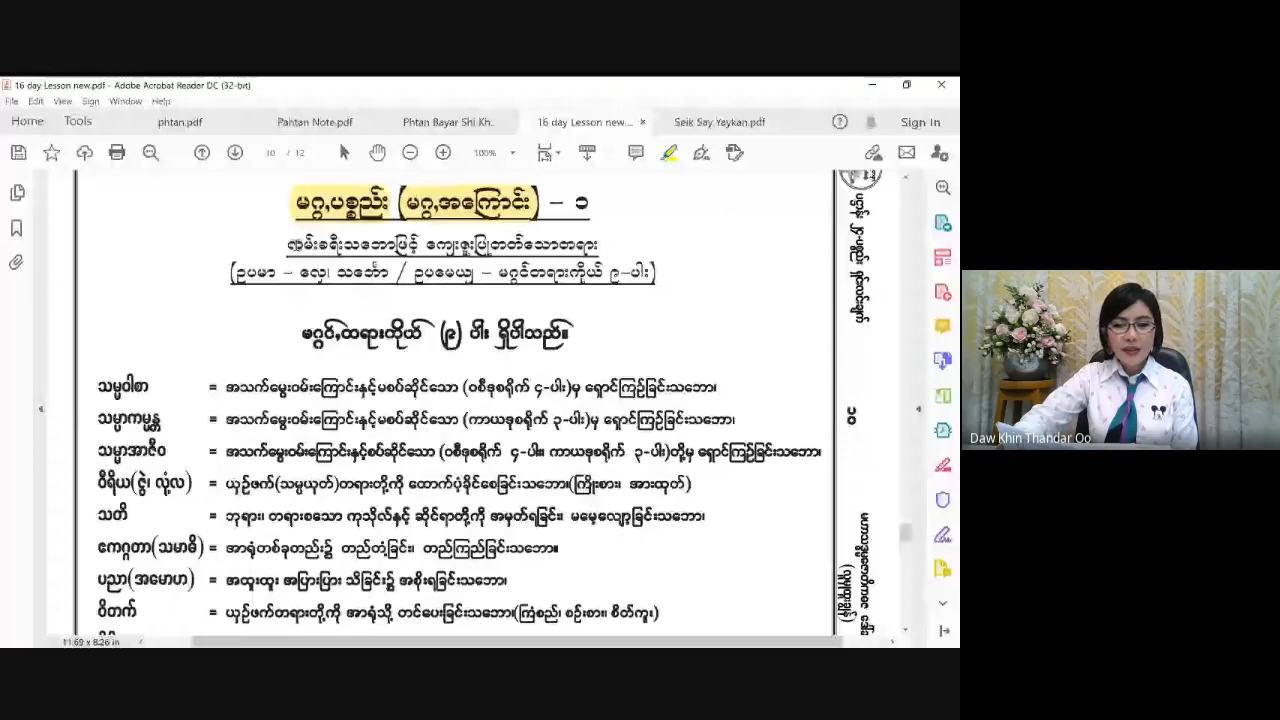 16 day Lesson new.pdf - Adobe Acrobat Reader DC (32-bit)
File Edit View Sign Window Help
Home Tools phtan.pdf Pahtan Note.pdf Phtan Bayar Shi Kh.. 16 day Lesson new... × Seik Say Yaykan.pdf Sign In
10 / 12 100%
မဂ္ဂ,ပစ္စည်း (မဂ္ဂ,အကြောင်း) – ၁
လမ်းခရီးသဘောဖြင့် ကျေးဇူးပြုတတ်သောတရား
(ဥပမာ – လှေ၊ သင်္ဘော / ဥပမေယျ – မဂ္ဂင်တရားကိုယ် ၉-ပါး)
မဂ္ဂင်,တရားကိုယ် (၉) ပါး ရှိပါသည်။
သမ္မဝါစာ = အသက်မွေးဝမ်းကြောင်းနှင့်မစပ်ဆိုင်သော (ဝစီဒုစရိုက် ၄-ပါး)မှ ရှောင်ကြဉ်ခြင်းသဘော၊
သမ္မာကမ္မန္တ = အသက်မွေးဝမ်းကြောင်းနှင့်မစပ်ဆိုင်သော (ကာယဒုစရိုက် ၃-ပါး)မှ ရှောင်ကြဉ်ခြင်းသဘော၊
သမ္မာအာဇီဝ = အသက်မွေးဝမ်းကြောင်းနှင့်စပ်ဆိုင်သော (ဝစီဒုစရိုက် ၄-ပါး၊ ကာယဒုစရိုက် ၃-ပါး)တို့မှ ရှောင်ကြဉ်ခြင်းသဘော၊
ဝီရိယ(ဇွဲ၊ လုံ့လ) = ယှဉ်ဖက်(သမ္ပယုတ်)တရားတို့ကို ထောက်ပံ့ခိုင်စေခြင်းသဘော၊(ကြိုးစား၊ အားထုတ်)
သတိ = ဘုရား၊ တရားစသော ကုသိုလ်နှင့် ဆိုင်ရာတို့ကို အမှတ်ရခြင်း၊ မမေ့လျော့ခြင်းသဘော၊
ဧကဂ္ဂတာ(သမာဓိ) = အာရုံတစ်ခုတည်း၌ တည်တံ့ခြင်း၊ တည်ကြည်ခြင်းသဘော။
ပညာ(အမောဟ) = အထူးထူး အပြားပြား သိခြင်း၌ အစိုးရခြင်းသဘော၊
ဝိတက် = ယှဉ်ဖက်တရားတို့ကို အာရုံသို့ တင်ပေးခြင်းသဘော၊(ကြံစည်၊ စဉ်းစား၊ စိတ်ကူး)
11.69 x 8.26 in
၁၀
Daw Khin Thandar Oo